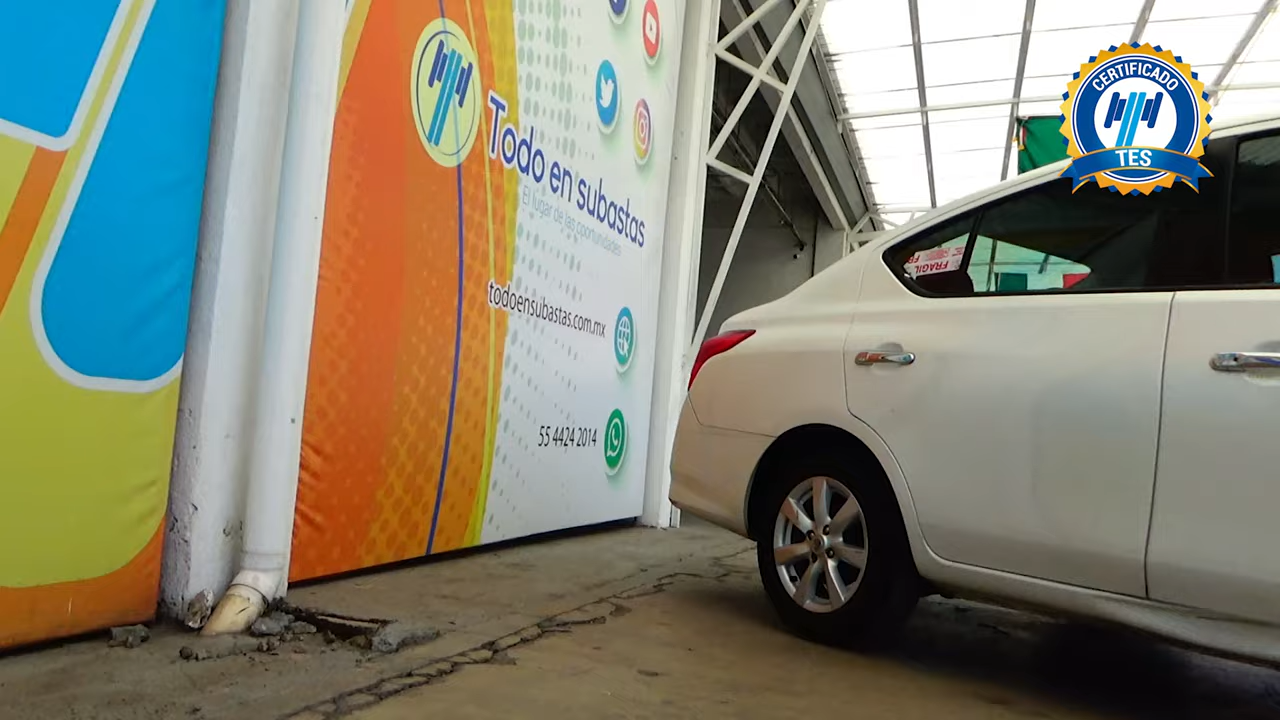 CERTIFICADO
TES
Todo en subastas
El lugar de las oportunidades
todoensubastas.com.mx
55 4424 2014
FRAGIL